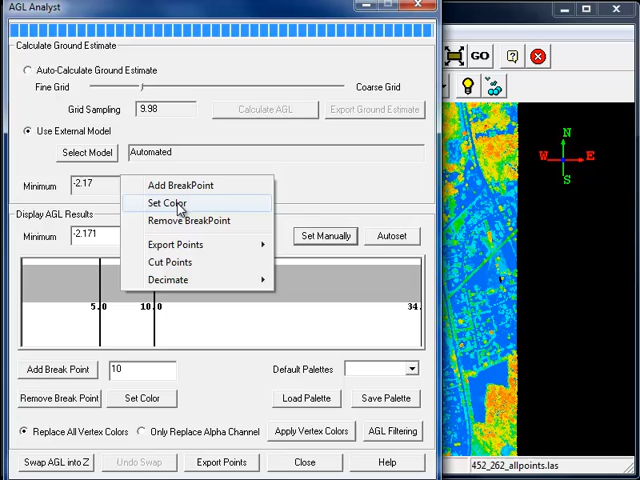 AGL Analyst
Calculate Ground Estimate
Auto-Calculate Ground Estimate
Fine Grid
Coarse Grid
Grid Sampling
9.98
Calculate AGL
Export Ground Estimate
Use External Model
Select Model
Automated
Minimum
-2.17
Add BreakPoint
Set Color
Remove BreakPoint
Export Points
Cut Points
Decimate
Display AGL Results
Minimum
-2.171
Set Manually
Autoset
5.0
10.0
34.
Add Break Point
10
Default Palettes
Remove Break Point
Set Color
Load Palette
Save Palette
Replace All Vertex Colors
Only Replace Alpha Channel
Apply Vertex Colors
AGL Filtering
Swap AGL into Z
Undo Swap
Export Points
Close
Help
GO
?
N
W
E
S
452_262_allpoints.las